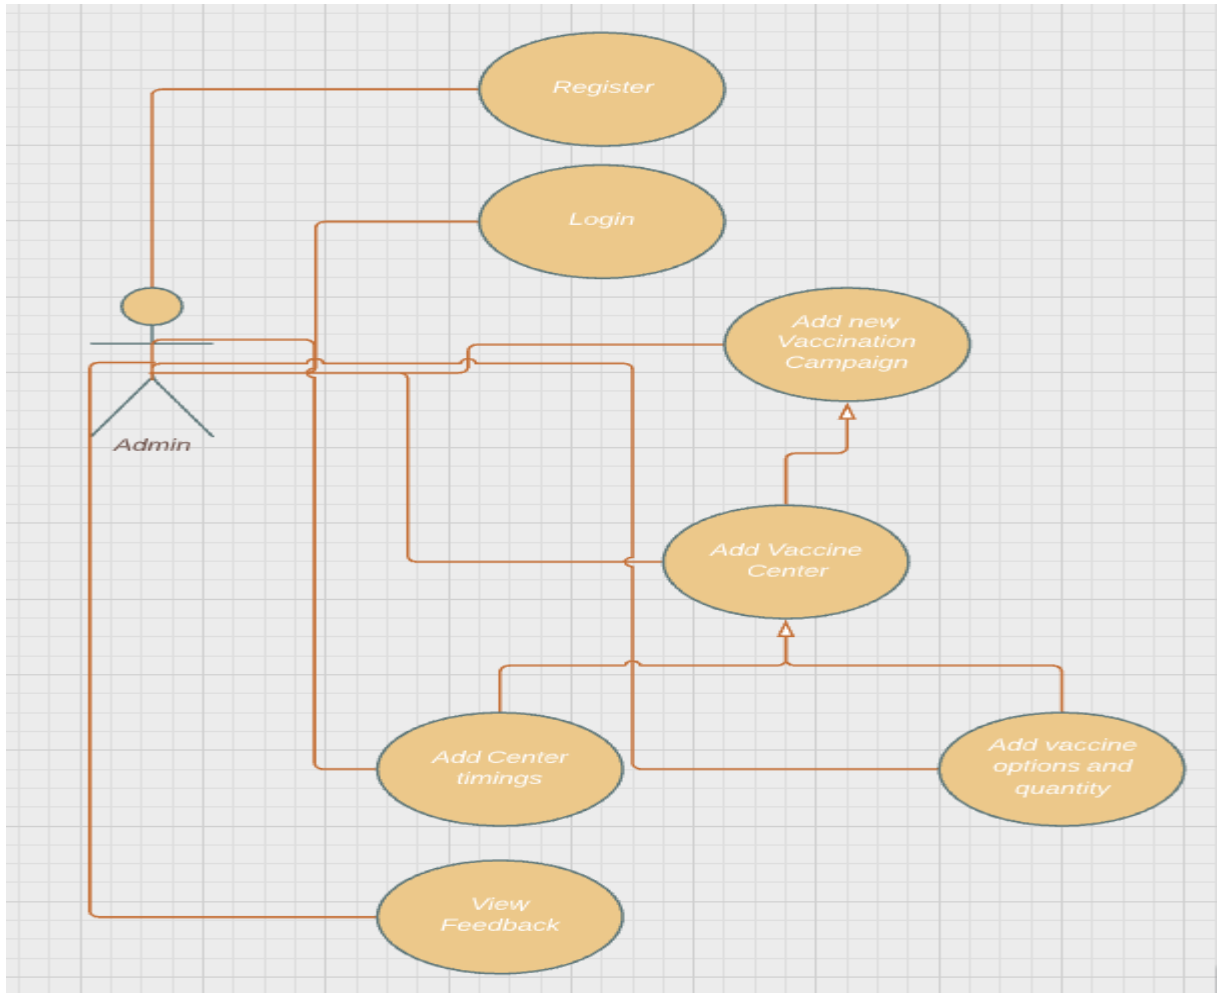 Register
Login
Add new
Vaccination
Campaign
Admin
Add Vaccine
Center
Add Center
timings
Add vaccine
options and
quantity
View
Feedback